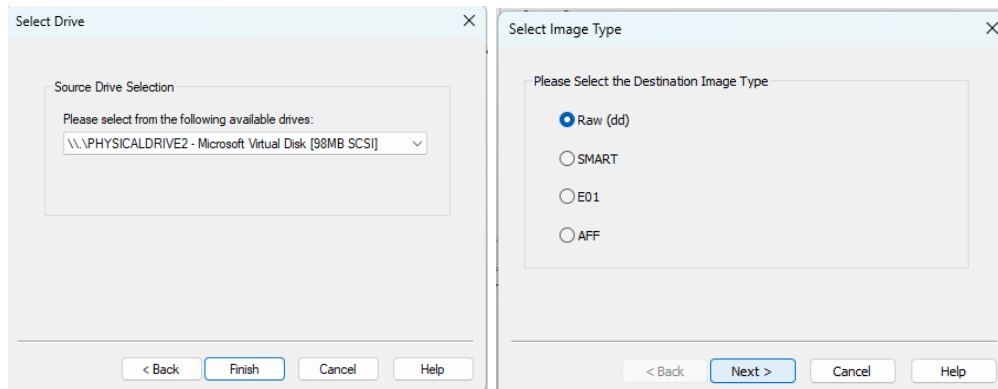 Select Drive
Source Drive Selection
Please select from the following available drives:
\\.\PHYSICALDRIVE2 - Microsoft Virtual Disk [98MB SCSI]
< Back
Finish
Cancel
Help
Select Image Type
Please Select the Destination Image Type
Raw (dd)
SMART
E01
AFF
< Back
Next >
Cancel
Help